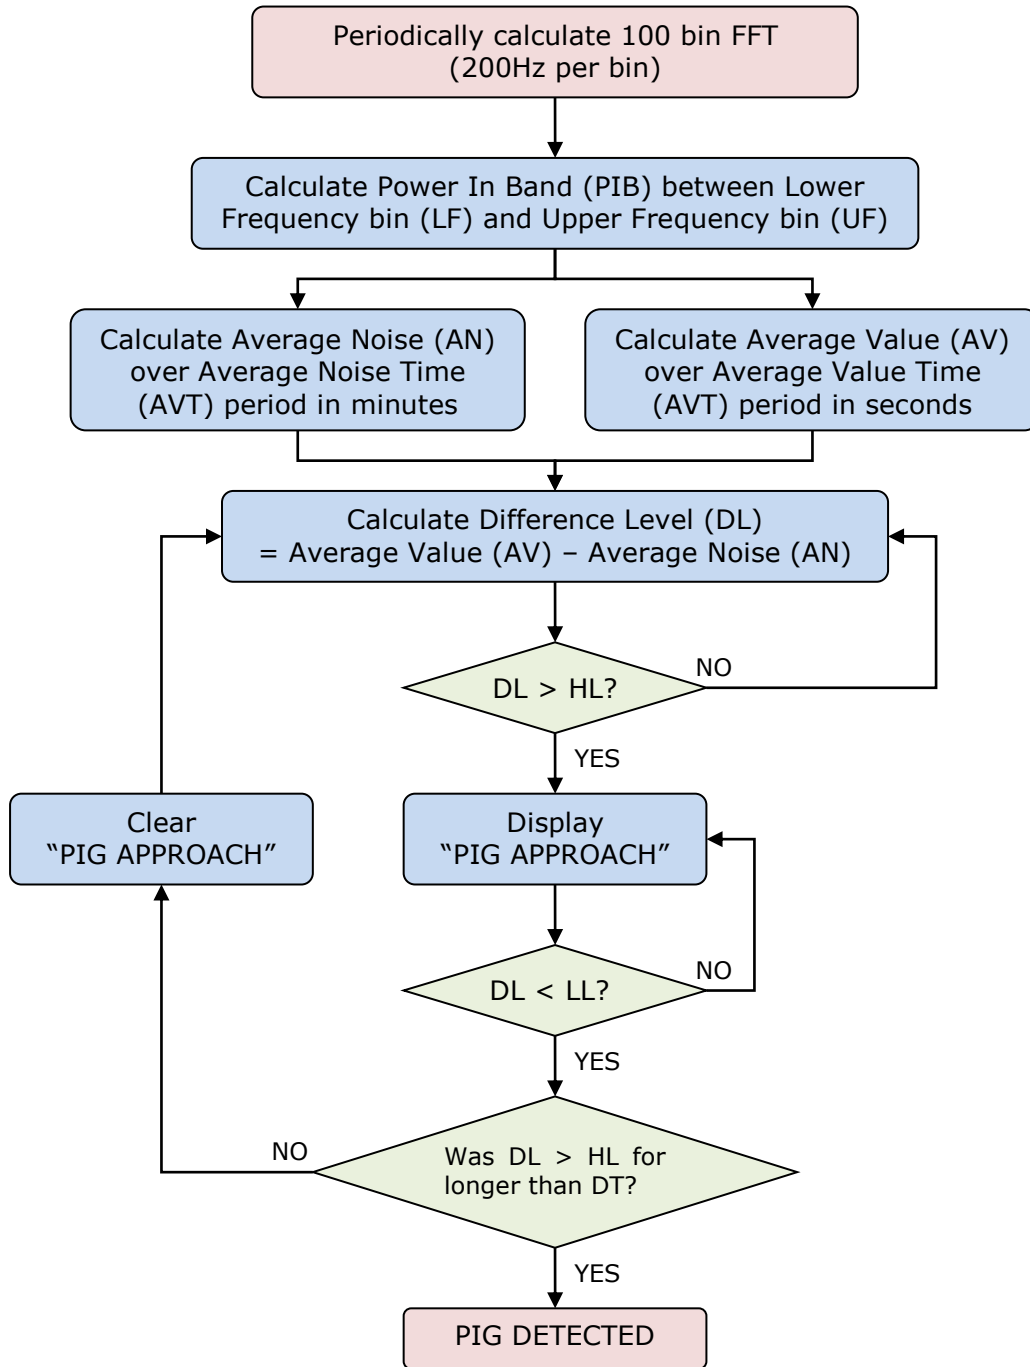 Periodically calculate 100 bin FFT
(200Hz per bin)
Calculate Power In Band (PIB) between Lower
Frequency bin (LF) and Upper Frequency bin (UF)
Calculate Average Noise (AN)
over Average Noise Time
(AVT) period in minutes
Calculate Average Value (AV)
over Average Value Time
(AVT) period in seconds
Calculate Difference Level (DL)
= Average Value (AV) – Average Noise (AN)
DL > HL?
NO
YES
Clear
“PIG APPROACH”
Display
“PIG APPROACH”
DL < LL?
NO
YES
Was DL > HL for
longer than DT?
NO
YES
PIG DETECTED